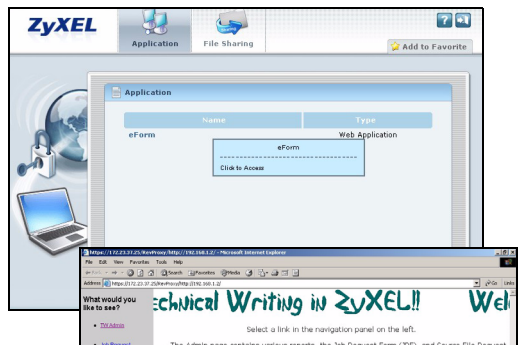 ZyXEL
Application
File Sharing
Add to Favorite
Application
Name Type
eForm Web Application
eForm
Click to Access
https://172.23.37.25/RevProxy/http://192.168.1.2/ - Microsoft Internet Explorer
File Edit View Favorites Tools Help
Search Favorites Media
Address https://172.23.37.25/RevProxy/http://192.168.1.2/ Go Links
What would you like to see?
echnical Writing in ZyXEL!! Wel
TW Admin
Select a link in the navigation panel on the left.
Job Request
The Admin page contains various reports, the Job Request Form (JRF), and Source File Request